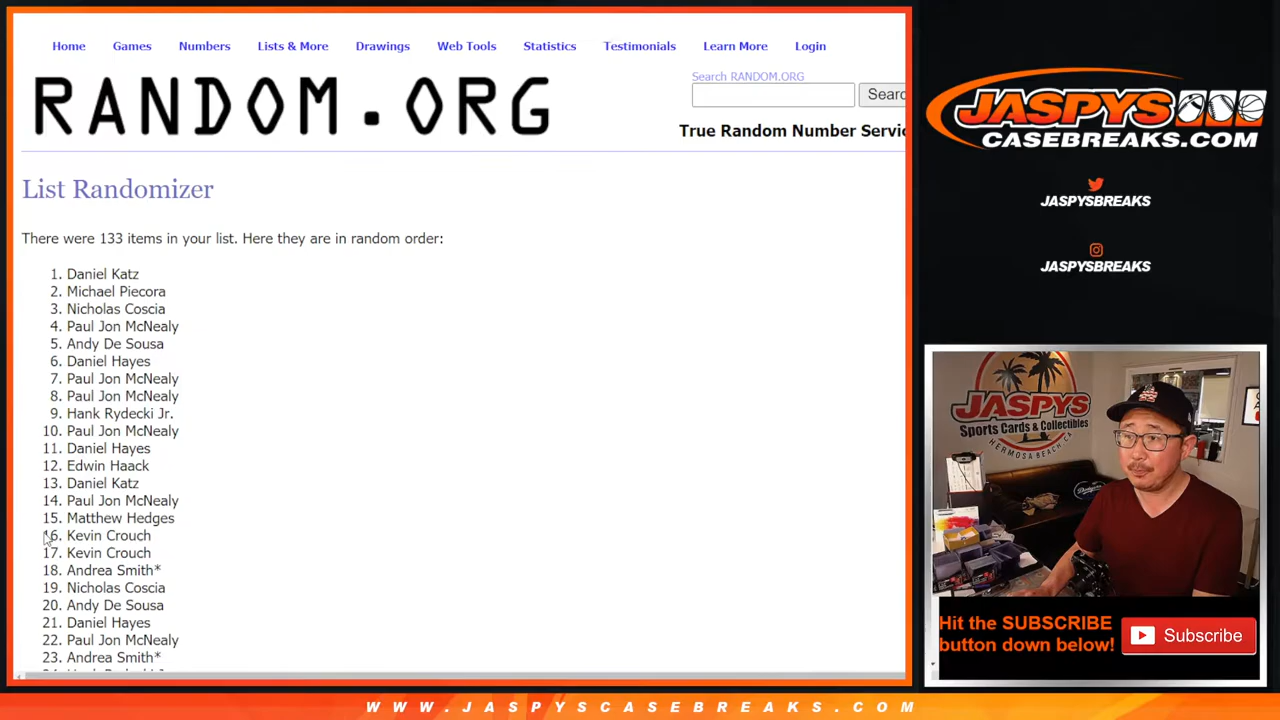 Home Games Numbers Lists & More Drawings Web Tools Statistics Testimonials Learn More Login
Search RANDOM.ORG
RANDOM.ORG
Searc
True Random Number Servic
List Randomizer
There were 133 items in your list. Here they are in random order:
1. Daniel Katz
2. Michael Piecora
3. Nicholas Coscia
4. Paul Jon McNealy
5. Andy De Sousa
6. Daniel Hayes
7. Paul Jon McNealy
8. Paul Jon McNealy
9. Hank Rydecki Jr.
10. Paul Jon McNealy
11. Daniel Hayes
12. Edwin Haack
13. Daniel Katz
14. Paul Jon McNealy
15. Matthew Hedges
16. Kevin Crouch
17. Kevin Crouch
18. Andrea Smith*
19. Nicholas Coscia
20. Andy De Sousa
21. Daniel Hayes
22. Paul Jon McNealy
23. Andrea Smith*
JASPYS
CASEBREAKS.COM
JASPYSBREAKS
JASPYSBREAKS
JASPYS
Sports Cards & Collectibles
HERMOSA BEACH CA
Dodgers
Hit the SUBSCRIBE
button down below!
Subscribe
WWW.JASPYSCASEBREAKS.COM